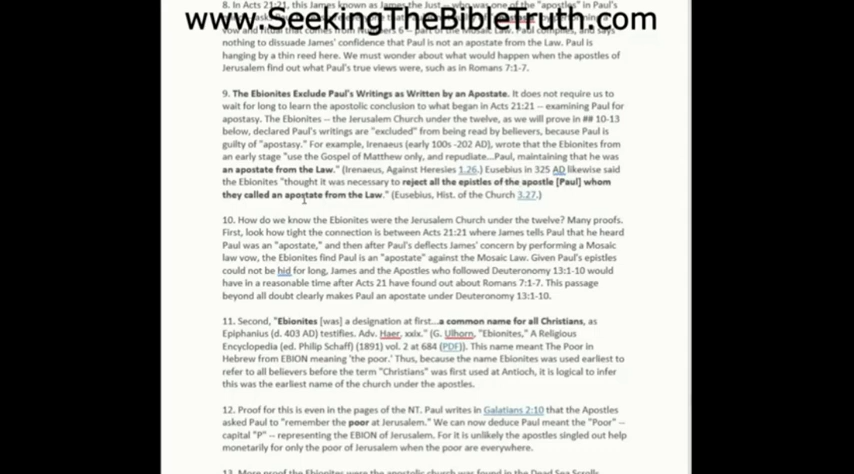 8. In Acts 21:21, this James known as James the Just -- who was one of the "apostles" in Paul's
www.SeekingTheBibleTruth.com
vow and ritual that comes from Numbers 6 -- part of the Mosaic Law. Paul complies, and says
nothing to dissuade James' confidence that Paul is not an apostate from the Law. Paul is
hanging by a thin reed here. We must wonder about what would happen when the apostles of
Jerusalem find out what Paul's true views were, such as in Romans 7:1-7.
9. The Ebionites Exclude Paul's Writings as Written by an Apostate. It does not require us to
wait for long to learn the apostolic conclusion to what began in Acts 21:21 -- examining Paul for
apostasy. The Ebionites -- the Jerusalem Church under the twelve, as we will prove in ## 10-13
below, declared Paul's writings are "excluded" from being read by believers, because Paul is
guilty of "apostasy." For example, Irenaeus (early 100s -202 AD), wrote that the Ebionites from
an early stage "use the Gospel of Matthew only, and repudiate...Paul, maintaining that he was
an apostate from the Law." (Irenaeus, Against Heresies 1.26.) Eusebius in 325 AD likewise said
the Ebionites "thought it was necessary to reject all the epistles of the apostle [Paul] whom
they called an apostate from the Law." (Eusebius, Hist. of the Church 3.27.)
10. How do we know the Ebionites were the Jerusalem Church under the twelve? Many proofs.
First, look how tight the connection is between Acts 21:21 where James tells Paul that he heard
Paul was an "apostate," and then after Paul's deflects James' concern by performing a Mosaic
law vow, the Ebionites find Paul is an "apostate" against the Mosaic Law. Given Paul's epistles
could not be hid for long, James and the Apostles who followed Deuteronomy 13:1-10 would
have in a reasonable time after Acts 21 have found out about Romans 7:1-7. This passage
beyond all doubt clearly makes Paul an apostate under Deuteronomy 13:1-10.
11. Second, "Ebionites [was] a designation at first...a common name for all Christians, as
Epiphanius (d. 403 AD) testifies. Adv. Haer, xxix." (G. Ulhorn, "Ebionites," A Religious
Encyclopedia (ed. Philip Schaff) (1891) vol. 2 at 684 (PDF)). This name meant The Poor in
Hebrew from EBION meaning 'the poor.' Thus, because the name Ebionites was used earliest to
refer to all believers before the term "Christians" was first used at Antioch, it is logical to infer
this was the earliest name of the church under the apostles.
12. Proof for this is even in the pages of the NT. Paul writes in Galatians 2:10 that the Apostles
asked Paul to "remember the poor at Jerusalem." We can now deduce Paul meant the "Poor" --
capital "P" -- representing the EBION of Jerusalem. For it is unlikely the apostles singled out help
monetarily for only the poor of Jerusalem when the poor are everywhere.
13. More proof the Ebionites were the apostolic church was found in the Dead Sea Scrolls